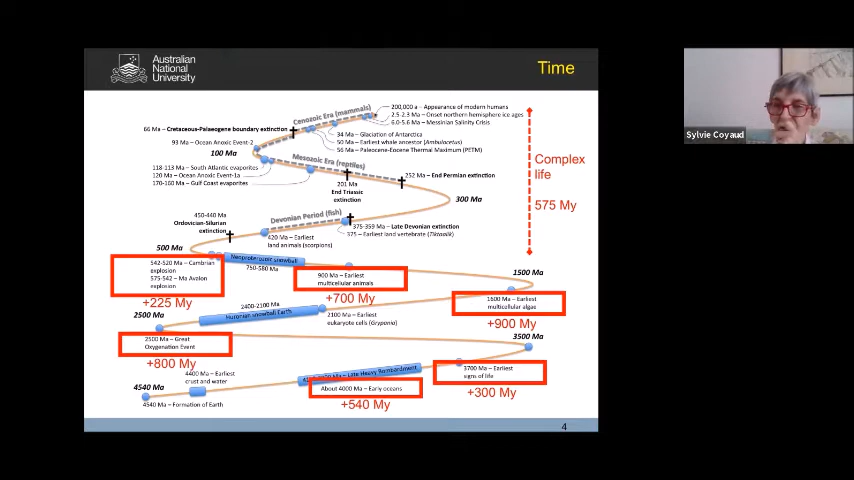 Australian
National
University
Time
200,000 a - Appearance of modern humans
2.5-2.3 Ma - Onset northern hemisphere ice ages
6.0-5.6 Ma - Messinian Salinity Crisis
Cenozoic Era (mammals)
66 Ma - Cretaceous-Palaeogene boundary extinction
34 Ma - Glaciation of Antarctica
50 Ma - Earliest whale ancestor (Ambulocetus)
56 Ma - Paleocene-Eocene Thermal Maximum (PETM)
93 Ma - Ocean Anoxic Event-2
100 Ma
Mesozoic Era (reptiles)
118-113 Ma - South Atlantic evaporites
120 Ma - Ocean Anoxic Event-1a
170-160 Ma - Gulf Coast evaporites
201 Ma
End Triassic
extinction
252 Ma - End Permian extinction
300 Ma
Complex
life
575 My
450-440 Ma
Ordovician-Silurian
extinction
Devonian Period (fish)
375-359 Ma - Late Devonian extinction
375 - Earliest land vertebrate (Tiktaalik)
420 Ma - Earliest
land animals (scorpions)
500 Ma
542-520 Ma - Cambrian
explosion
575-542 - Ma Avalon
explosion
+225 My
Neoproterozoic snowball
750-580 Ma
900 Ma - Earliest
multicellular animals
+700 My
1500 Ma
1600 Ma - Earliest
multicellular algae
+900 My
2400-2100 Ma
Huronian snowball Earth
2100 Ma - Earliest
eukaryote cells (Grypania)
2500 Ma
2500 Ma - Great
Oxygenation Event
+800 My
3500 Ma
3700 Ma - Earliest
signs of life
+300 My
Late Heavy Bombardment
4400 Ma - Earliest
crust and water
About 4000 Ma - Early oceans
+540 My
4540 Ma
4540 Ma - Formation of Earth
4
Sylvie Coyaud